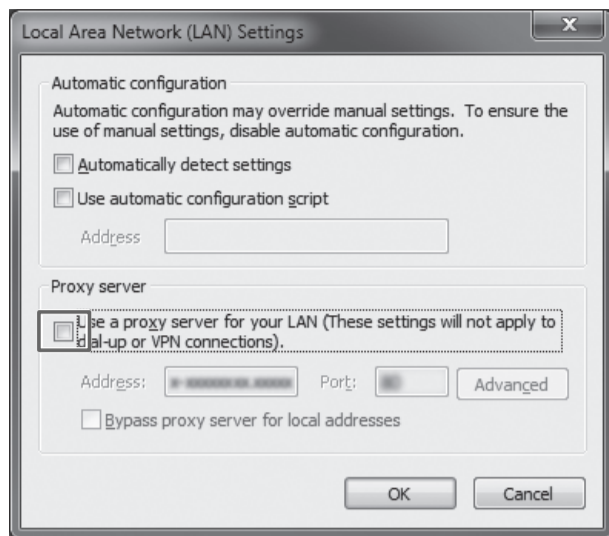 Local Area Network (LAN) Settings
X
Automatic configuration
Automatic configuration may override manual settings. To ensure the
use of manual settings, disable automatic configuration.
Automatically detect settings
Use automatic configuration script
Address
Proxy server
Use a proxy server for your LAN (These settings will not apply to
dial-up or VPN connections).
Address:
Port:
Advanced
Bypass proxy server for local addresses
OK
Cancel